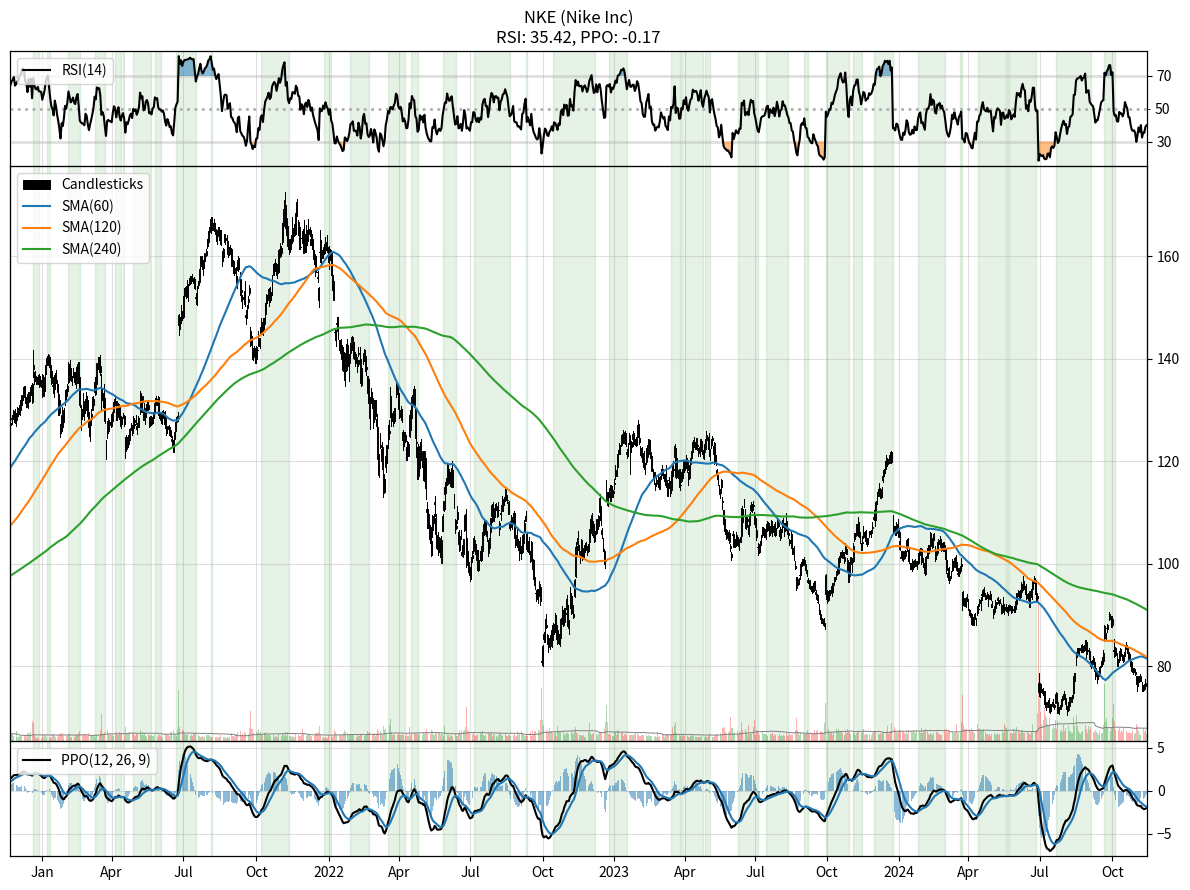 NKE (Nike Inc)
RSI: 35.42, PPO: -0.17
RSI(14)
70
50
30
Candlesticks
SMA(60)
SMA(120)
SMA(240)
160
140
120
100
80
PPO(12, 26, 9)
5
0
−5
Jan Apr Jul Oct 2022 Apr Jul Oct 2023 Apr Jul Oct 2024 Apr Jul Oct